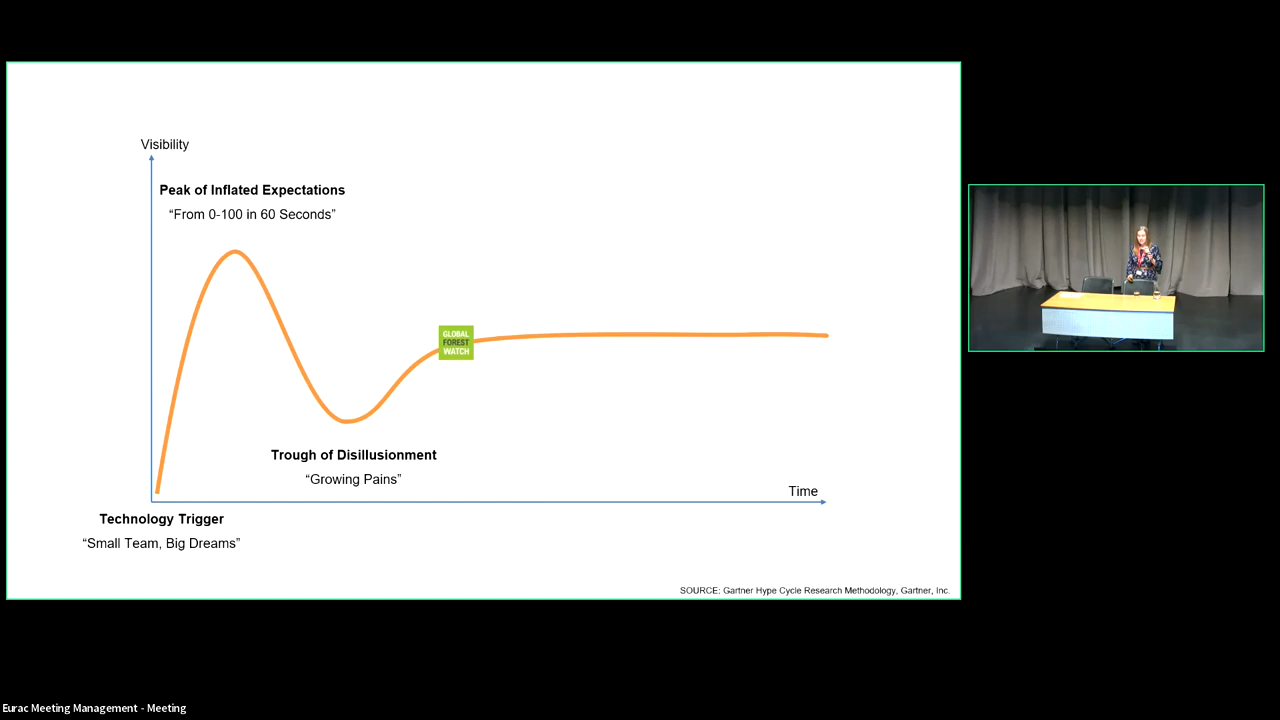 Visibility
Peak of Inflated Expectations
“From 0-100 in 60 Seconds”
GLOBAL
FOREST
WATCH
Trough of Disillusionment
“Growing Pains”
Time
Technology Trigger
“Small Team, Big Dreams”
SOURCE: Gartner Hype Cycle Research Methodology, Gartner, Inc.
Eurac Meeting Management - Meeting